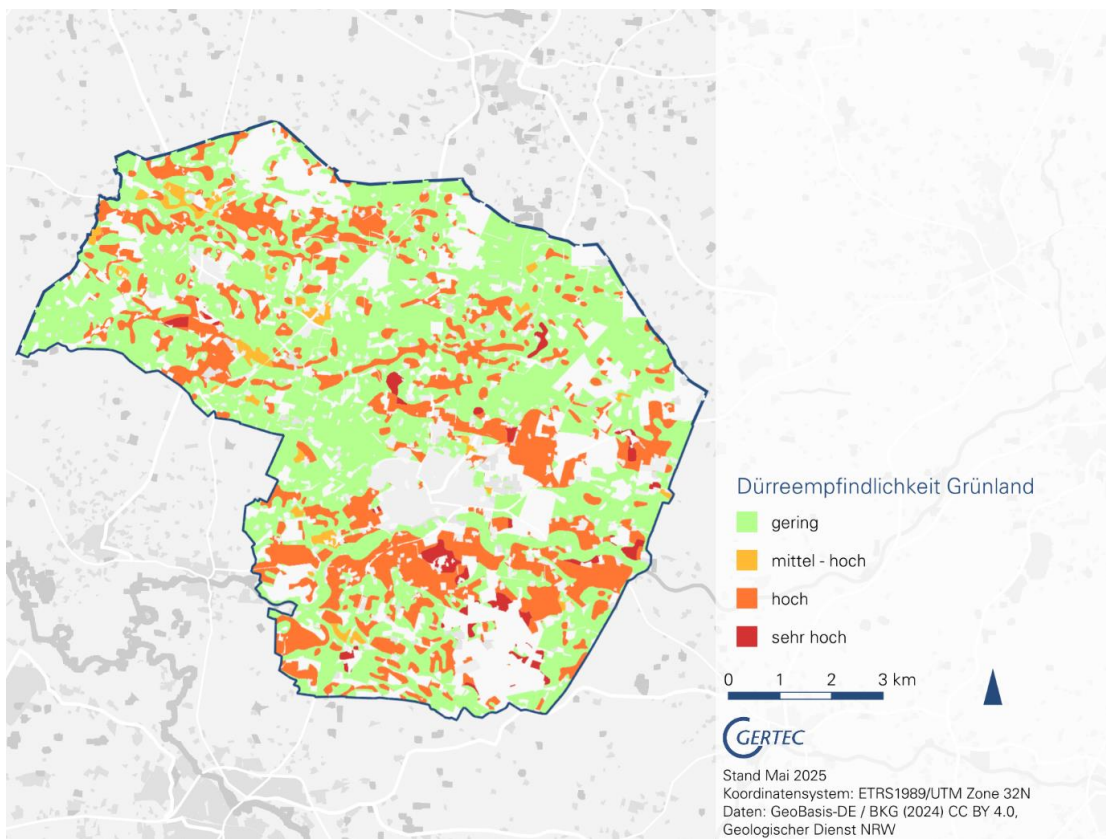 Dürreempfindlichkeit Grünland
gering
mittel - hoch
hoch
sehr hoch
0 1 2 3 km
GERTEC
Stand Mai 2025
Koordinatensystem: ETRS1989/UTM Zone 32N
Daten: GeoBasis-DE / BKG (2024) CC BY 4.0,
Geologischer Dienst NRW